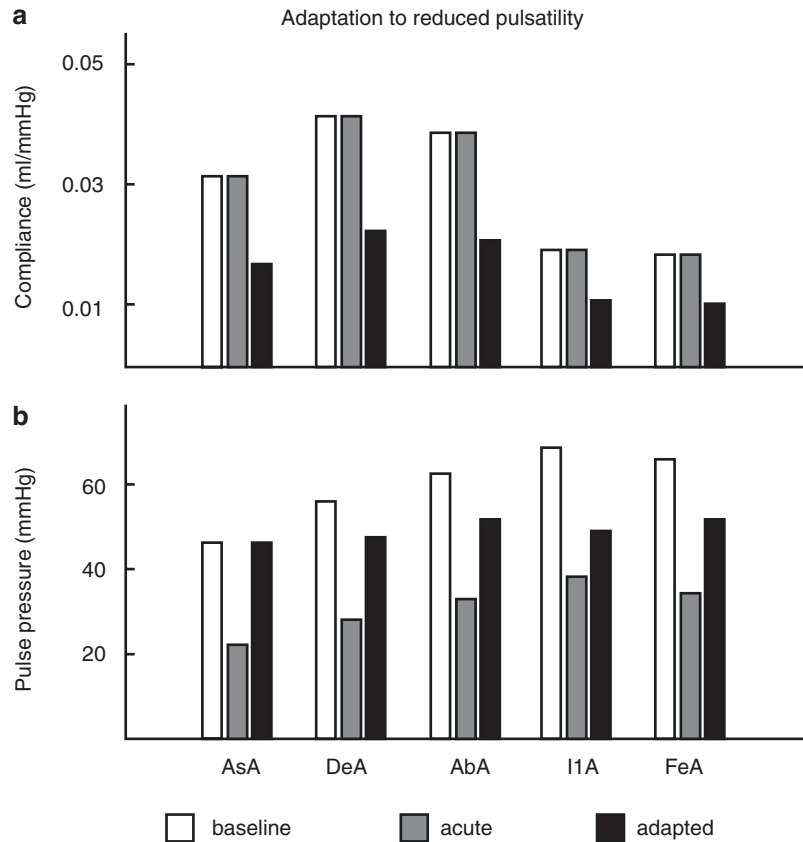 a
Adaptation to reduced pulsatility
Compliance (ml/mmHg)
0.05
0.03
0.01
b
Pulse pressure (mmHg)
60
40
20
AsA DeA AbA I1A FeA
baseline acute adapted